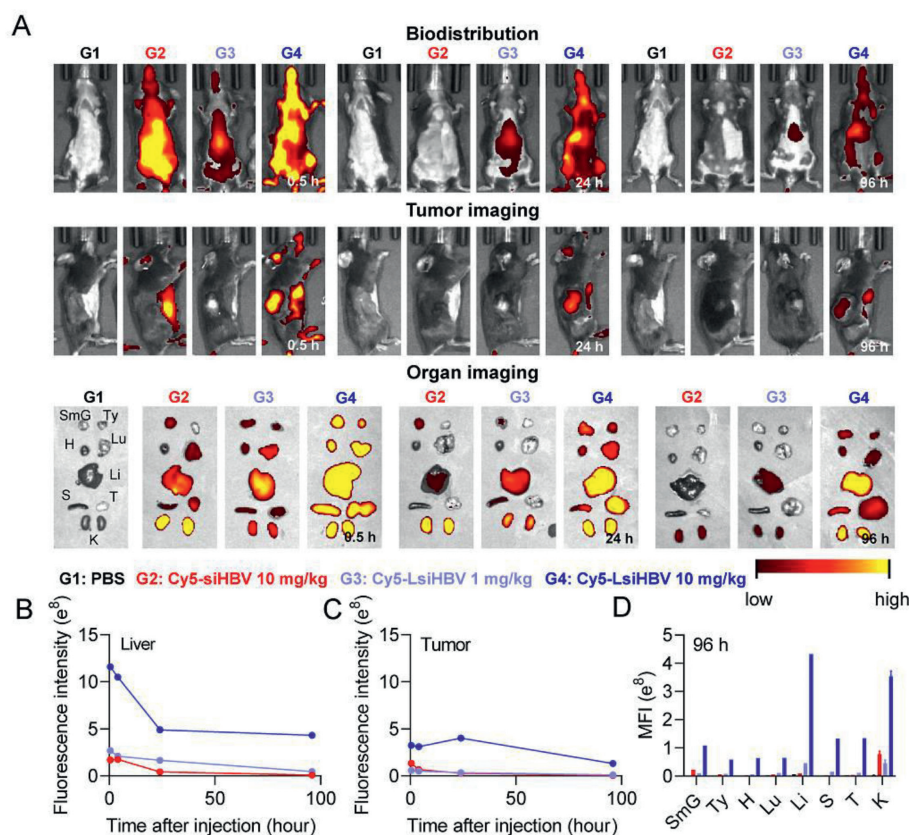 A
Biodistribution
G1 G2 G3 G4 G1 G2 G3 G4 G1 G2 G3 G4
0.5 h 24 h 96 h
Tumor imaging
0.5 h 24 h 96 h
Organ imaging
G1 G2 G3 G4 G2 G3 G4 G2 G3 G4
SmG Ty
H Lu
Li
S T
K
0.5 h 24 h 96 h
G1: PBS G2: Cy5-siHBV 10 mg/kg G3: Cy5-LsiHBV 1 mg/kg G4: Cy5-LsiHBV 10 mg/kg
low high
B
Fluorescence intensity (e⁸)
15
10
5
0
Liver
0 50 100
Time after injection (hour)
C
Fluorescence intensity (e⁸)
15
10
5
0
Tumor
0 50 100
Time after injection (hour)
D
MFI (e⁸)
5
4
3
2
1
0
96 h
SmG Ty H Lu Li S T K